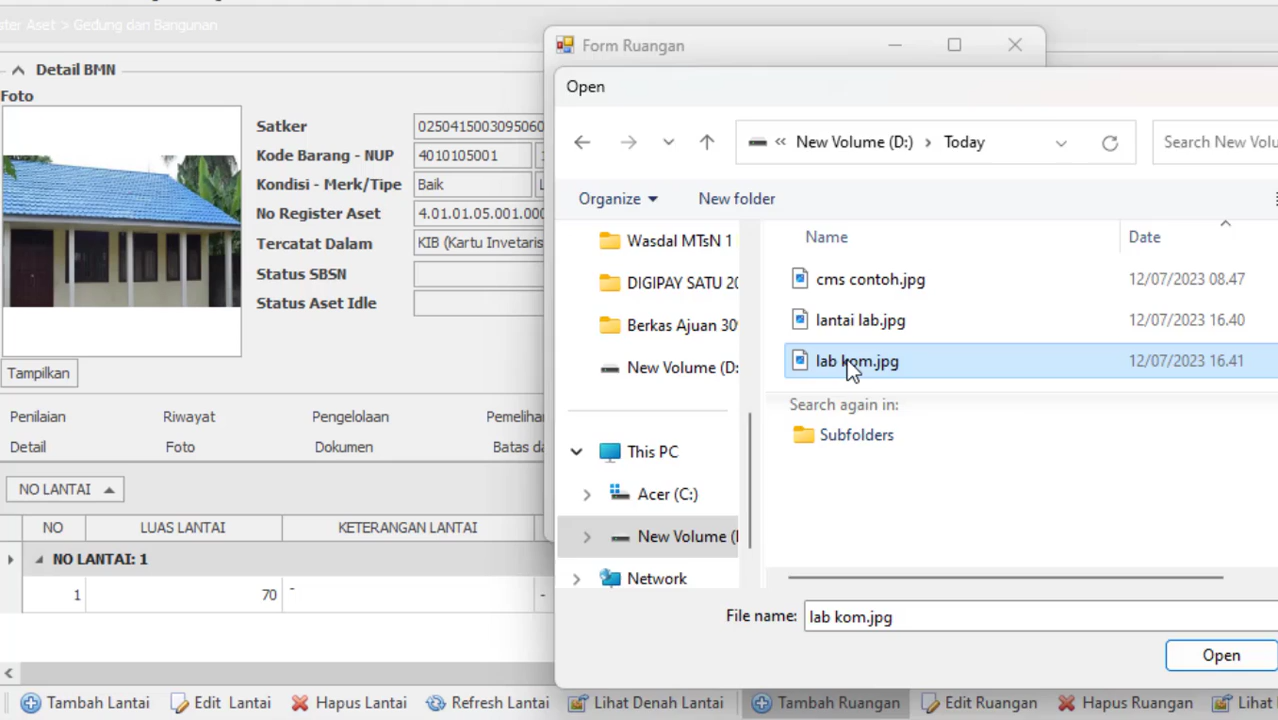 ster Aset > Gedung dan Bangunan
Detail BMN
Foto
Satker
0250415003095060
Kode Barang - NUP
4010105001
Kondisi - Merk/Tipe
Baik
No Register Aset
4.01.01.05.001.000
Tercatat Dalam
KIB (Kartu Invetaris
Status SBSN
Status Aset Idle
Tampilkan
Penilaian
Riwayat
Pengelolaan
Pemelihar
Detail
Foto
Dokumen
Batas da
NO LANTAI
NO
LUAS LANTAI
KETERANGAN LANTAI
NO LANTAI: 1
1
70
-
-
Tambah Lantai
Edit Lantai
Hapus Lantai
Refresh Lantai
Lihat Denah Lantai
Tambah Ruangan
Edit Ruangan
Hapus Ruangan
Lihat
Form Ruangan
Open
« New Volume (D:) > Today
Search New Volu
Organize
New folder
Wasdal MTsN 1
DIGIPAY SATU 20
Berkas Ajuan 309
New Volume (D:
This PC
Acer (C:)
New Volume (
Network
Name
Date
cms contoh.jpg
12/07/2023 08.47
lantai lab.jpg
12/07/2023 16.40
lab kom.jpg
12/07/2023 16.41
Search again in:
Subfolders
File name:
lab kom.jpg
Open